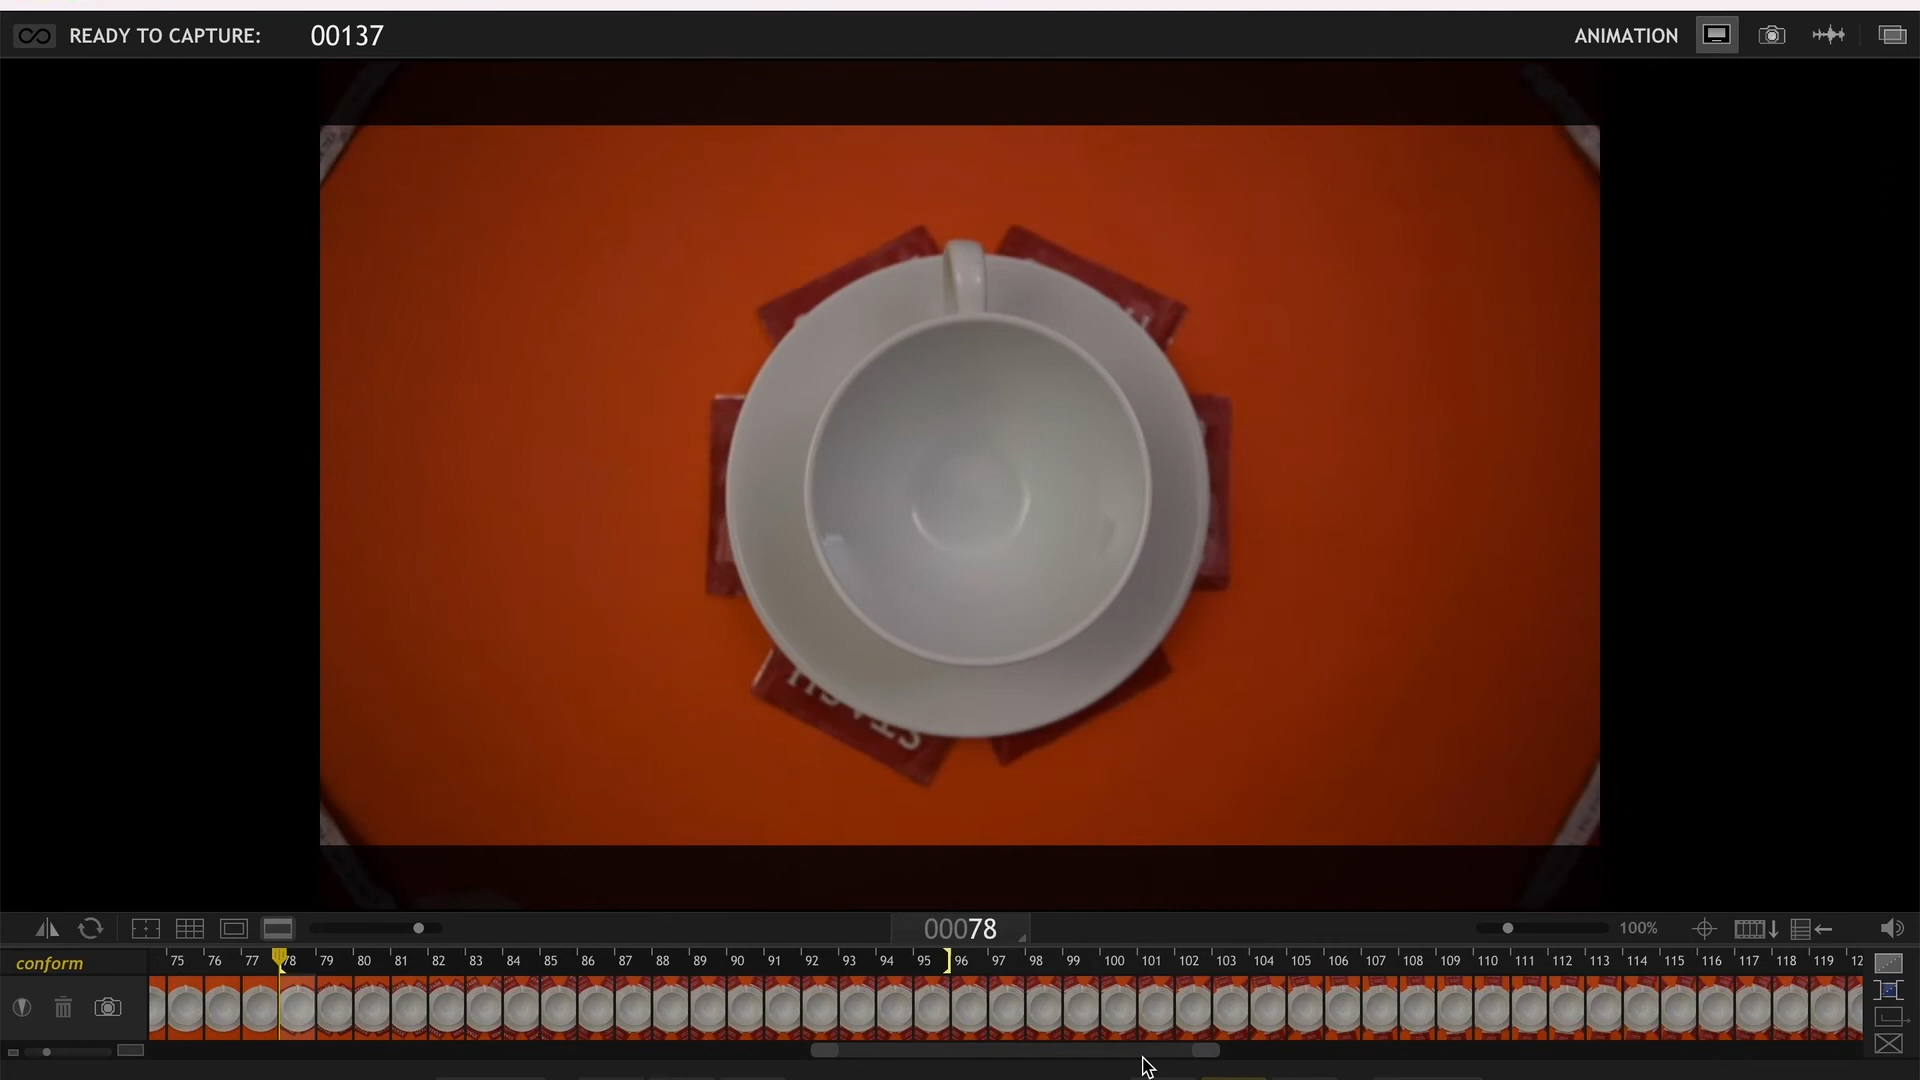 READY TO CAPTURE: 00137
ANIMATION
STASH
00078
100%
conform
75 76 77 78 79 80 81 82 83 84 85 86 87 88 89 90 91 92 93 94 95 96 97 98 99 100 101 102 103 104 105 106 107 108 109 110 111 112 113 114 115 116 117 118 119 12